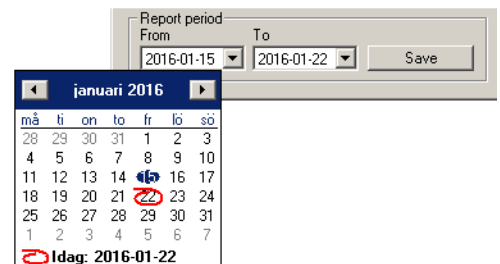 Report period
From To
2016-01-15 2016-01-22 Save
januari 2016
må ti on to fr lö sö
28 29 30 31 1 2 3
4 5 6 7 8 9 10
11 12 13 14 15 16 17
18 19 20 21 22 23 24
25 26 27 28 29 30 31
1 2 3 4 5 6 7
Idag: 2016-01-22